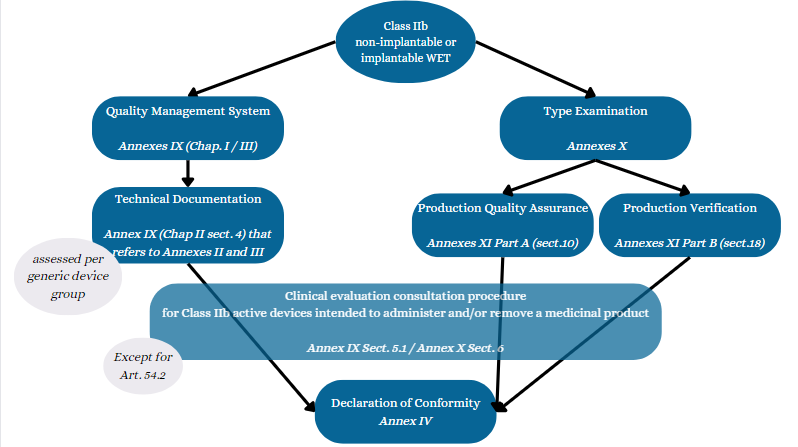 Class IIb
non-implantable or
implantable WET
Quality Management System
Annexes IX (Chap. I / III)
Type Examination
Annexes X
Technical Documentation
Annex IX (Chap II sect. 4) that
refers to Annexes II and III
Production Quality Assurance
Annexes XI Part A (sect.10)
Production Verification
Annexes XI Part B (sect.18)
assessed per
generic device
group
Clinical evaluation consultation procedure
for Class IIb active devices intended to administer and/or remove a medicinal product
Annex IX Sect. 5.1 / Annex X Sect. 6
Except for
Art. 54.2
Declaration of Conformity
Annex IV